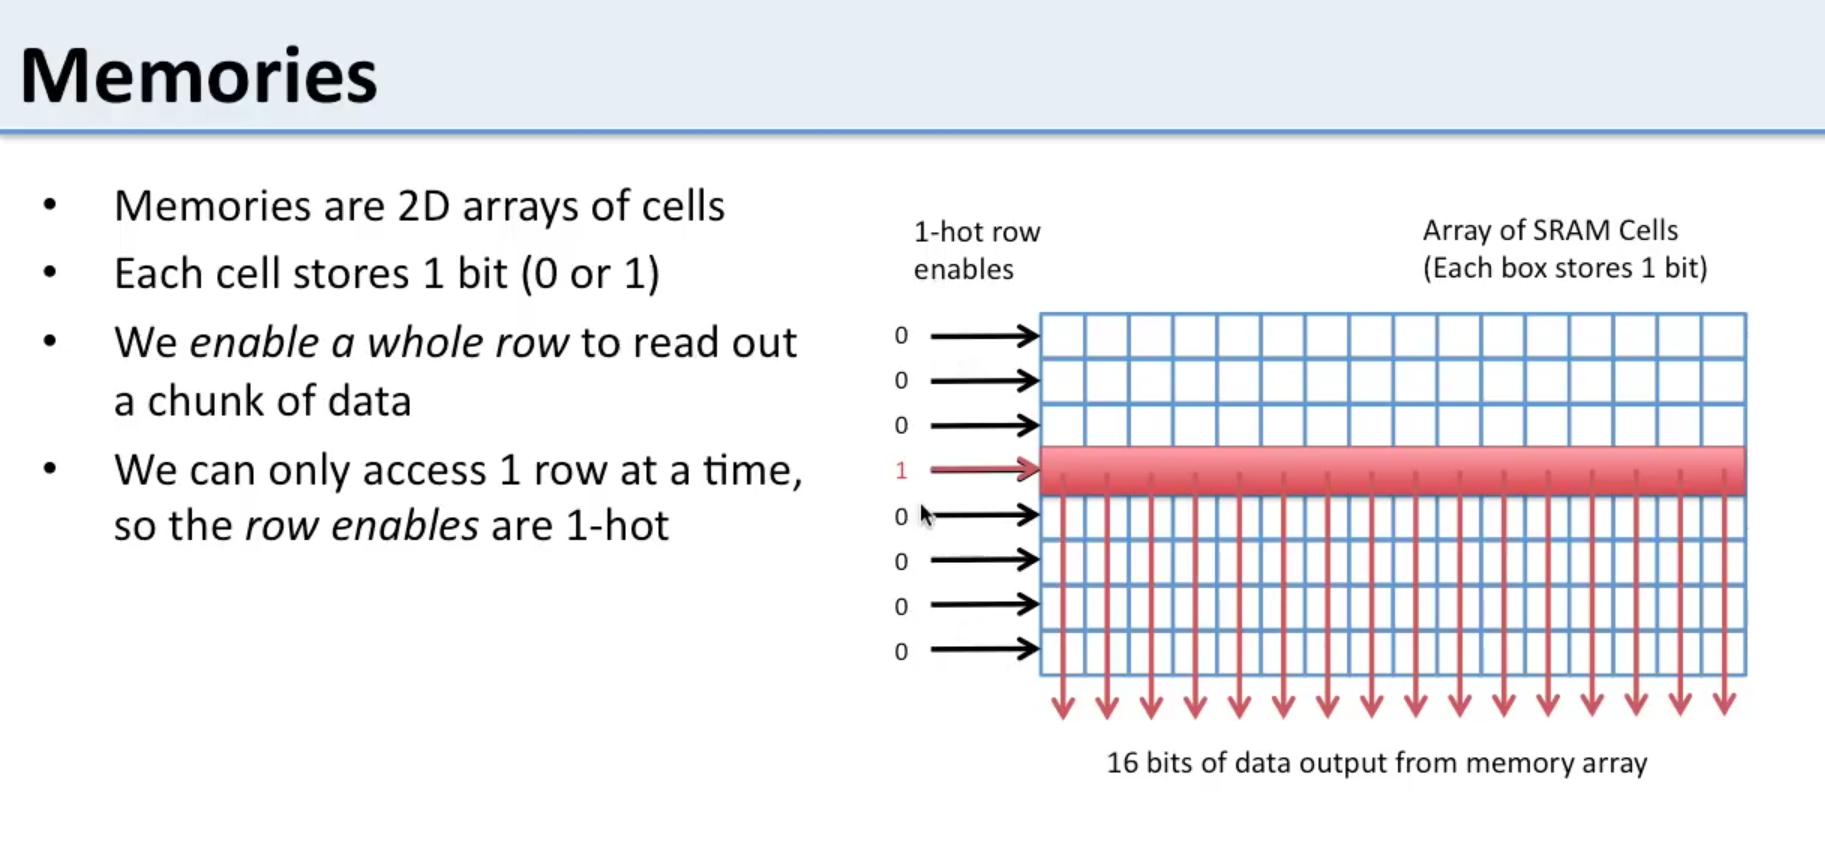 Memories
• Memories are 2D arrays of cells
• Each cell stores 1 bit (0 or 1)
• We enable a whole row to read out
a chunk of data
• We can only access 1 row at a time,
so the row enables are 1-hot
1-hot row
enables
Array of SRAM Cells
(Each box stores 1 bit)
0
0
0
1
0
0
0
0
16 bits of data output from memory array